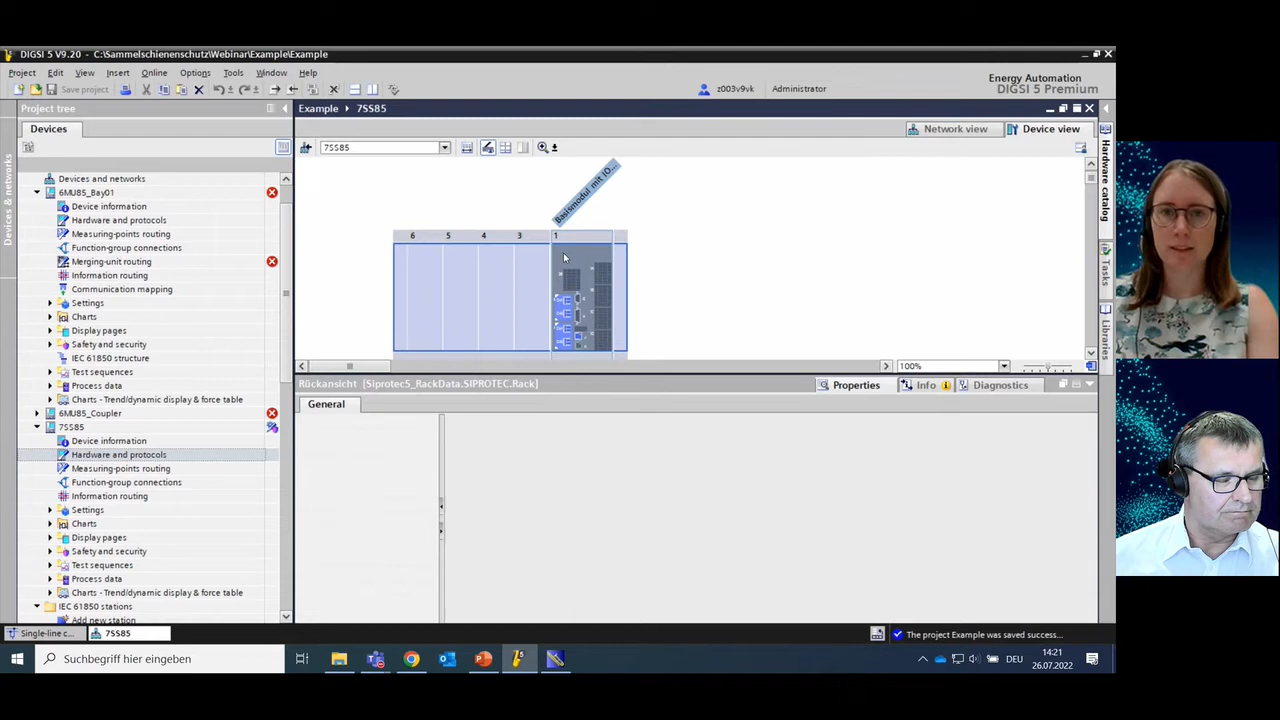 DIGSI 5 V9.20 - C:\Sammelschienenschutz\Webinar\Example\Example
Project Edit View Insert Online Options Tools Window Help
Energy Automation
DIGSI 5 Premium
Save project
z003v9vk Administrator
Project tree
Example 7SS85
Devices
Network view Device view
7SS85
Devices & networks
Devices and networks
6MU85_Bay01
Device information
Hardware and protocols
Measuring-points routing
Function-group connections
Merging-unit routing
Information routing
Communication mapping
Settings
Charts
Display pages
IEC 61850 structure
Test sequences
Process data
Charts - Trend/dynamic display & force table
6MU85_Coupler
7SS85
Device information
Hardware and protocols
Measuring-points routing
Function-group connections
Information routing
Settings
Charts
Display pages
Safety and security
Test sequences
Process data
Charts - Trend/dynamic display & force table
IEC 61850 stations
Add new station
Basismodul mit IO...
6 5 4 3 1
100%
Hardware catalog
Tasks
Libraries
Rückansicht [Siprotec5_RackData.SIPROTEC.Rack]
Properties Info Diagnostics
General
Single-line c... 7SS85
The project Example was saved success...
Suchbegriff hier eingeben
DEU
14:21
26.07.2022